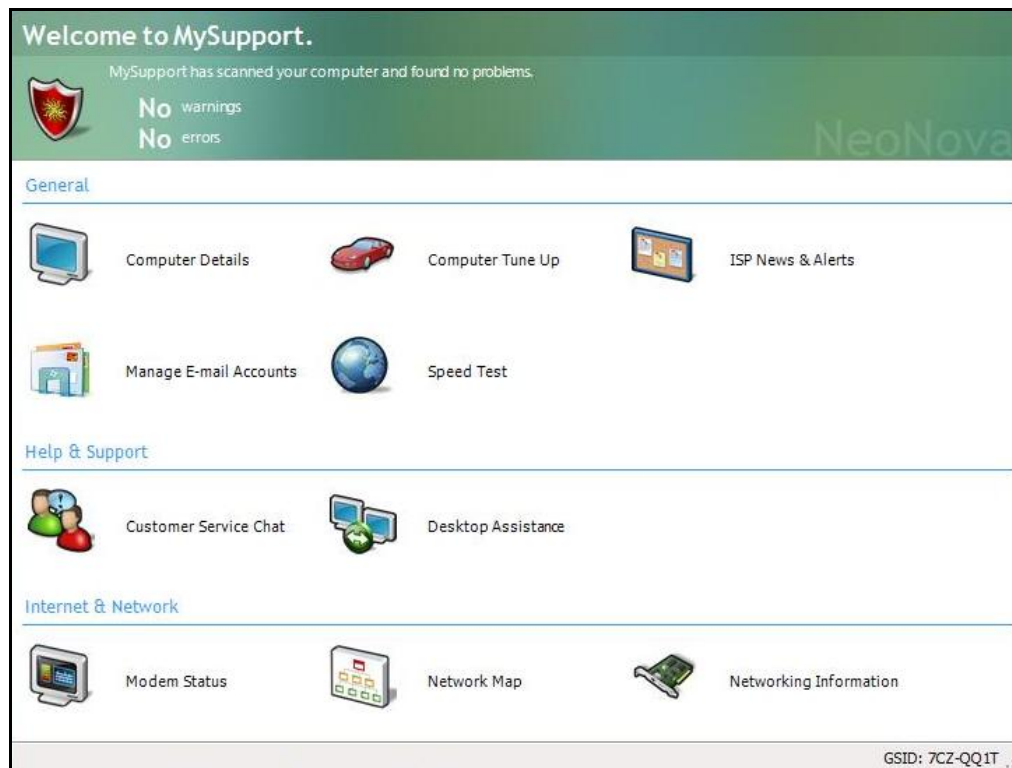 Welcome to MySupport.
MySupport has scanned your computer and found no problems.
No warnings
No errors
NeoNova
General
Computer Details
Computer Tune Up
ISP News & Alerts
Manage E-mail Accounts
Speed Test
Help & Support
Customer Service Chat
Desktop Assistance
Internet & Network
Modem Status
Network Map
Networking Information
GSID: 7CZ-QQ1T